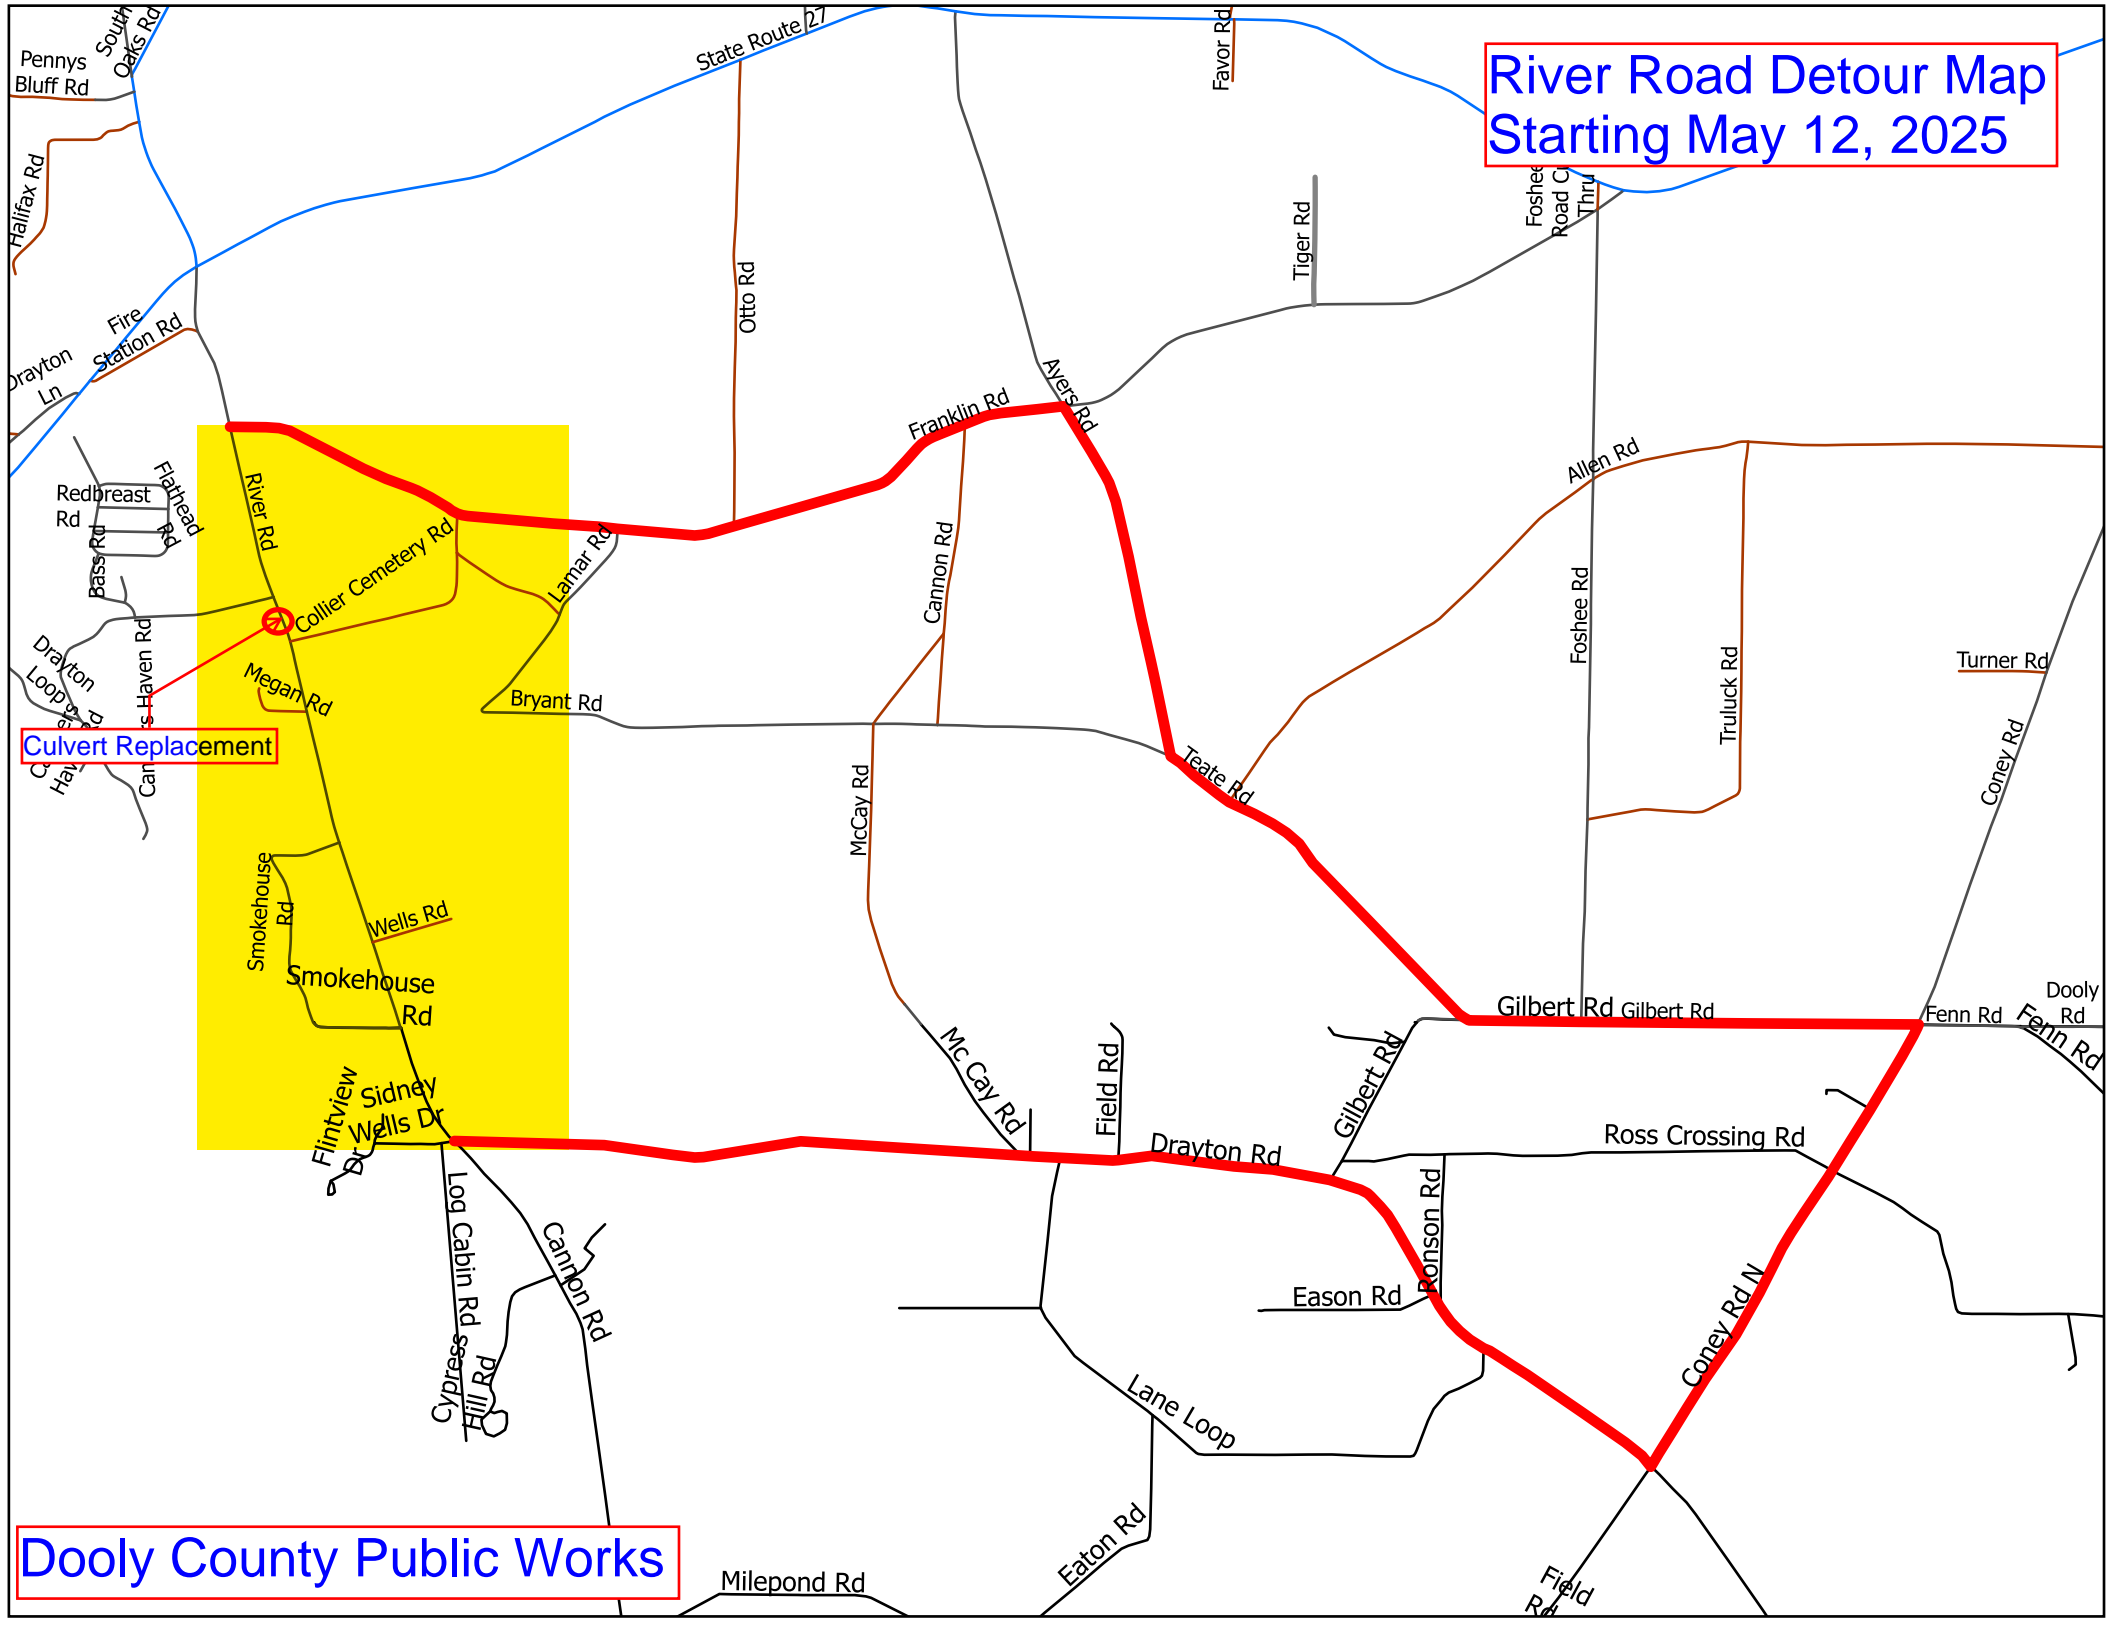 River Road Detour Map
Starting May 12, 2025
South
Oaks Rd
Pennys
Bluff Rd
State Route 27
Favor Rd
Halifax Rd
Foshee
Road
Thru
Tiger Rd
Otto Rd
Fire
Station Rd
Drayton
Ln
Ayers Rd
Franklin Rd
Allen Rd
Redbreast
Rd
Flathead
Rd
Bass Rd
River Rd
Collier Cemetery Rd
Lamar Rd
Cannon Rd
Foshee Rd
Truluck Rd
Turner Rd
Drayton
Loop
Haven Rd
Megan Rd
Bryant Rd
Culvert Replacement
Teate Rd
Coney Rd
McCay Rd
Smokehouse
Rd
Wells Rd
Smokehouse
Rd
Gilbert Rd
Gilbert Rd
Fenn Rd
Dooly
Rd
Fenn Rd
Mc Cay Rd
Field Rd
Gilbert Rd
Flintview
Dr
Sidney
Wells Dr
Drayton Rd
Ross Crossing Rd
Ronson Rd
Log Cabin Rd
Cannon Rd
Eason Rd
Coney Rd N
Cypress
Hill Rd
Lane Loop
Eaton Rd
Dooly County Public Works
Milepond Rd
Field
Rd